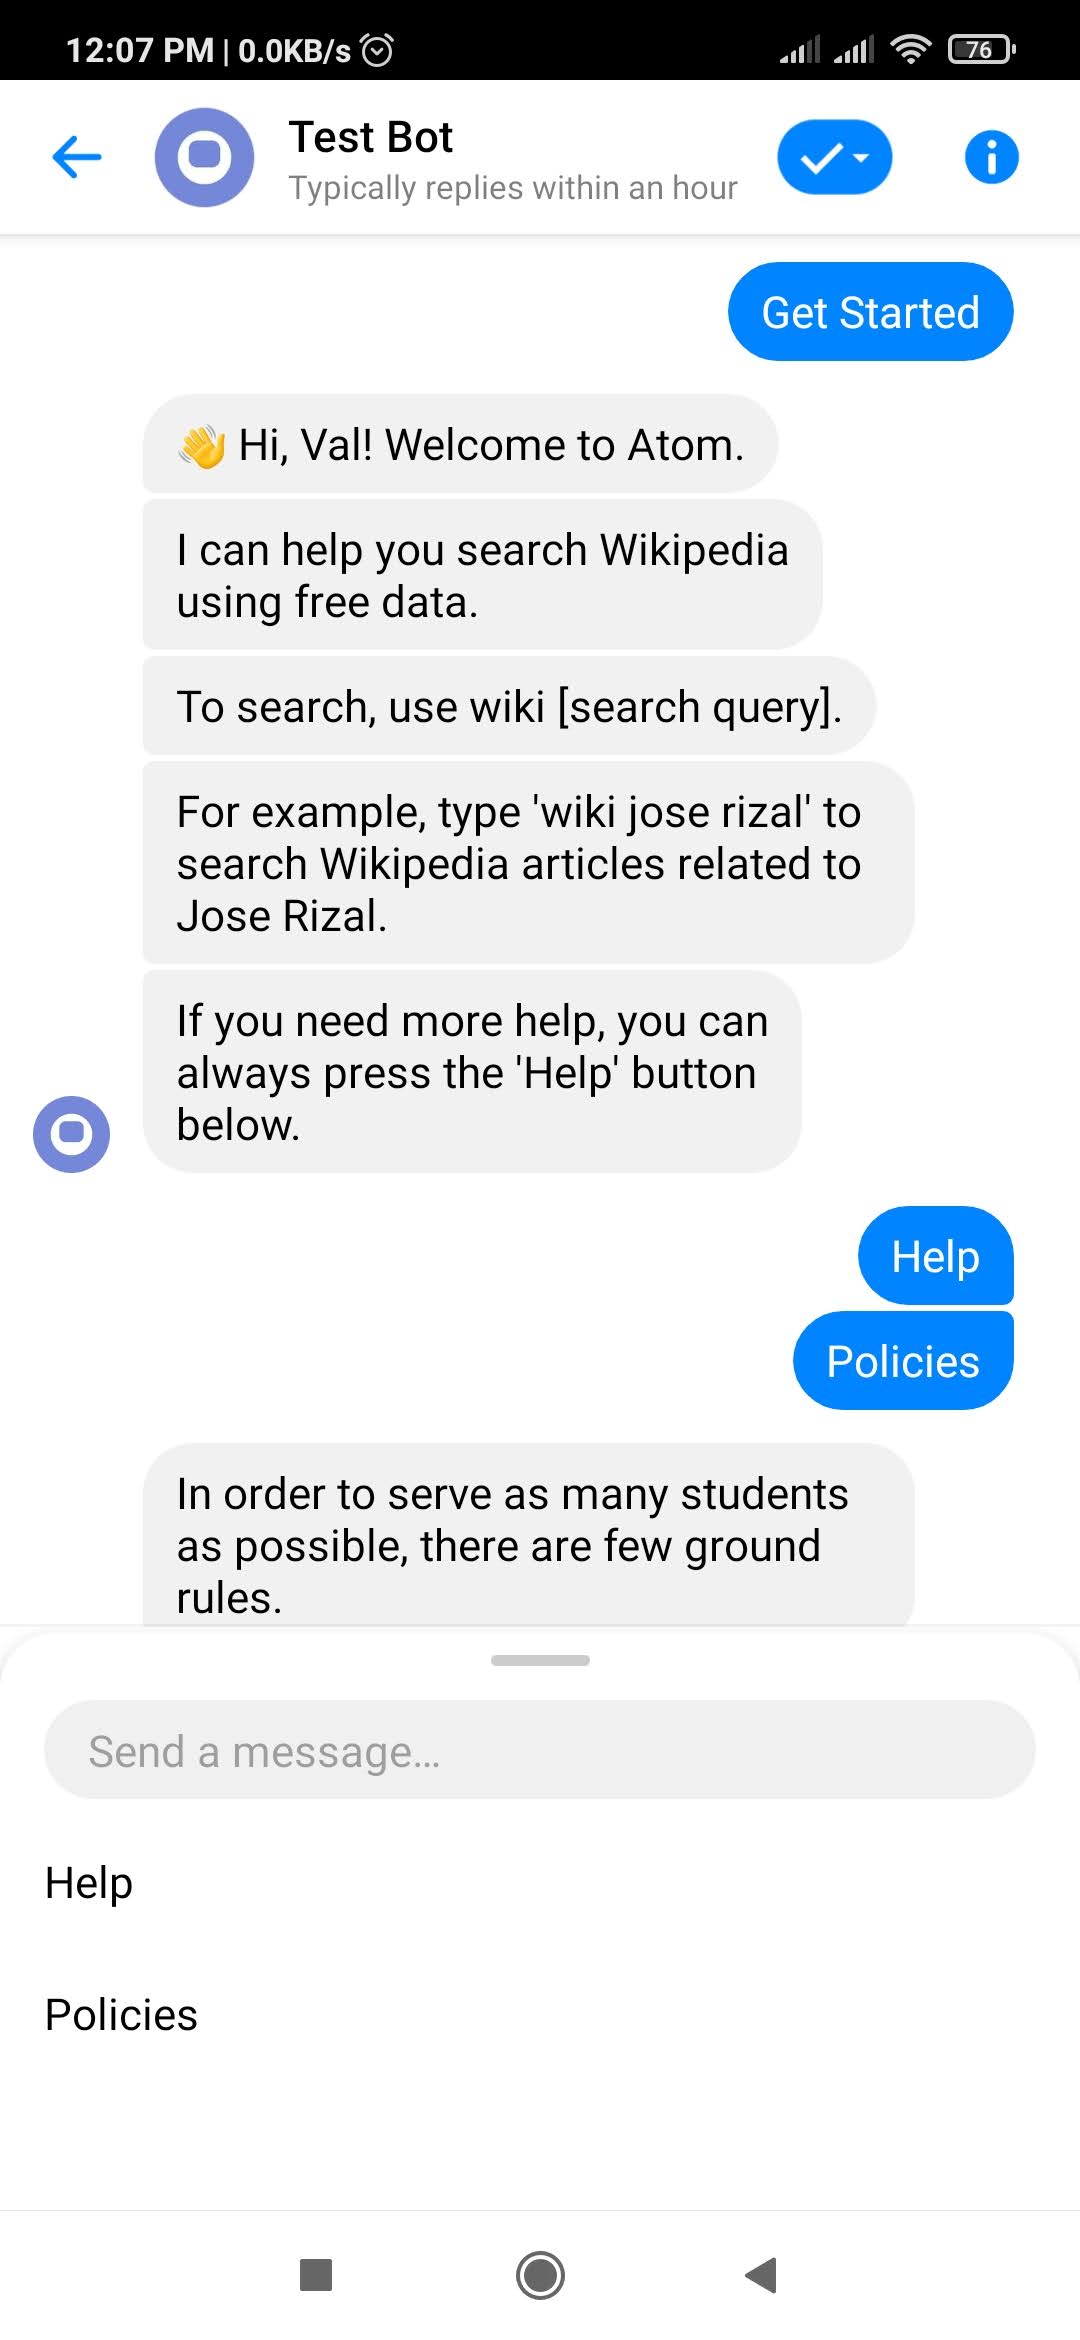 12:07 PM | 0.0KB/s
76
Test Bot
Typically replies within an hour
Get Started
👋 Hi, Val! Welcome to Atom.
I can help you search Wikipedia
using free data.
To search, use wiki [search query].
For example, type 'wiki jose rizal' to
search Wikipedia articles related to
Jose Rizal.
If you need more help, you can
always press the 'Help' button
below.
Help
Policies
In order to serve as many students
as possible, there are few ground
rules.
Send a message...
Help
Policies